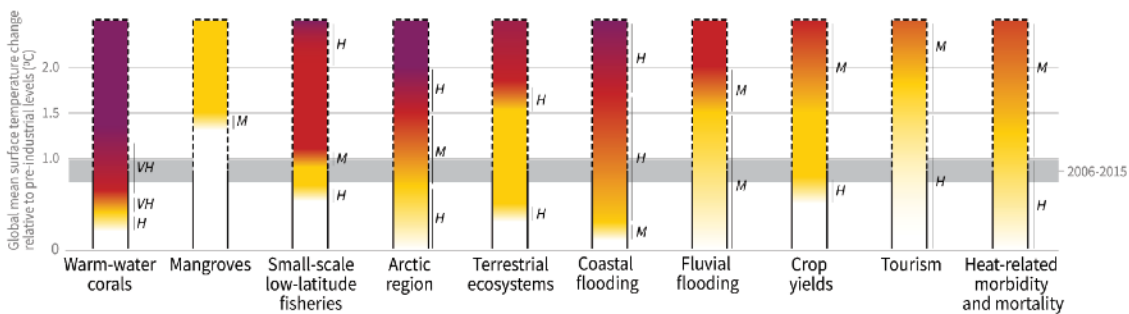 Global mean surface temperature change
relative to pre-industrial levels (ºC)
2.0
1.5
1.0
0
2006-2015
VH
VH
H
M
H
M
H
H
M
H
H
H
H
H
M
M
M
M
H
M
H
M
H
Warm-water
corals
Mangroves
Small-scale
low-latitude
fisheries
Arctic
region
Terrestrial
ecosystems
Coastal
flooding
Fluvial
flooding
Crop
yields
Tourism
Heat-related
morbidity
and mortality